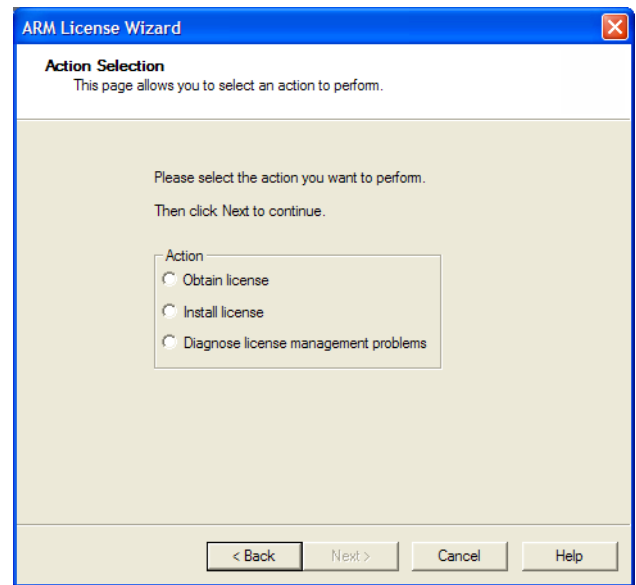 ARM License Wizard
Action Selection
This page allows you to select an action to perform.
Please select the action you want to perform.
Then click Next to continue.
Action
Obtain license
Install license
Diagnose license management problems
< Back Next > Cancel Help